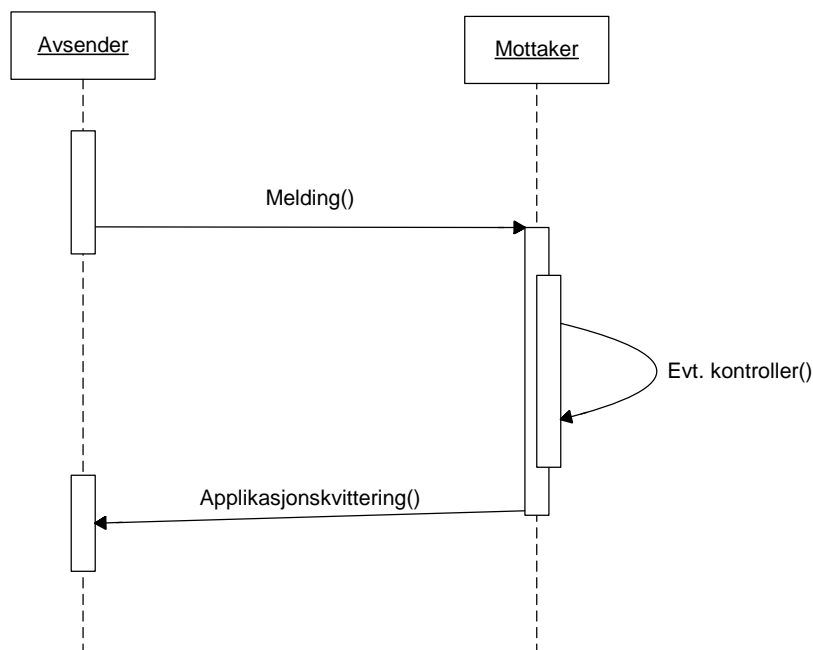 Avsender
Mottaker
Melding()
Evt. kontroller()
Applikasjonskvittering()